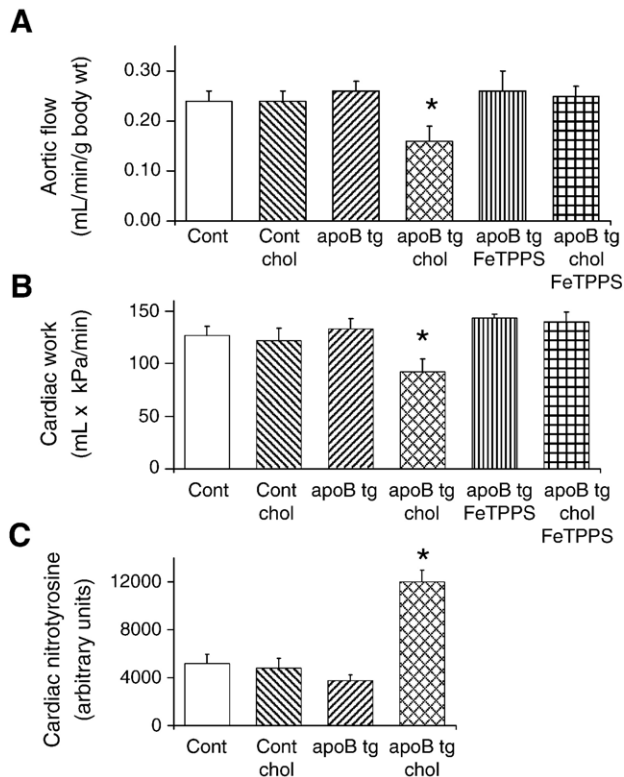 A
Aortic flow
(mL/min/g body wt)
0.30
0.20
0.10
0.00
*
Cont
Cont
chol
apoB tg
apoB tg
chol
apoB tg
FeTPPS
apoB tg
chol
FeTPPS
B
Cardiac work
(mL x kPa/min)
150
100
50
0
*
Cont
Cont
chol
apoB tg
apoB tg
chol
apoB tg
FeTPPS
apoB tg
chol
FeTPPS
C
Cardiac nitrotyrosine
(arbitrary units)
12000
8000
4000
0
*
Cont
Cont
chol
apoB tg
apoB tg
chol